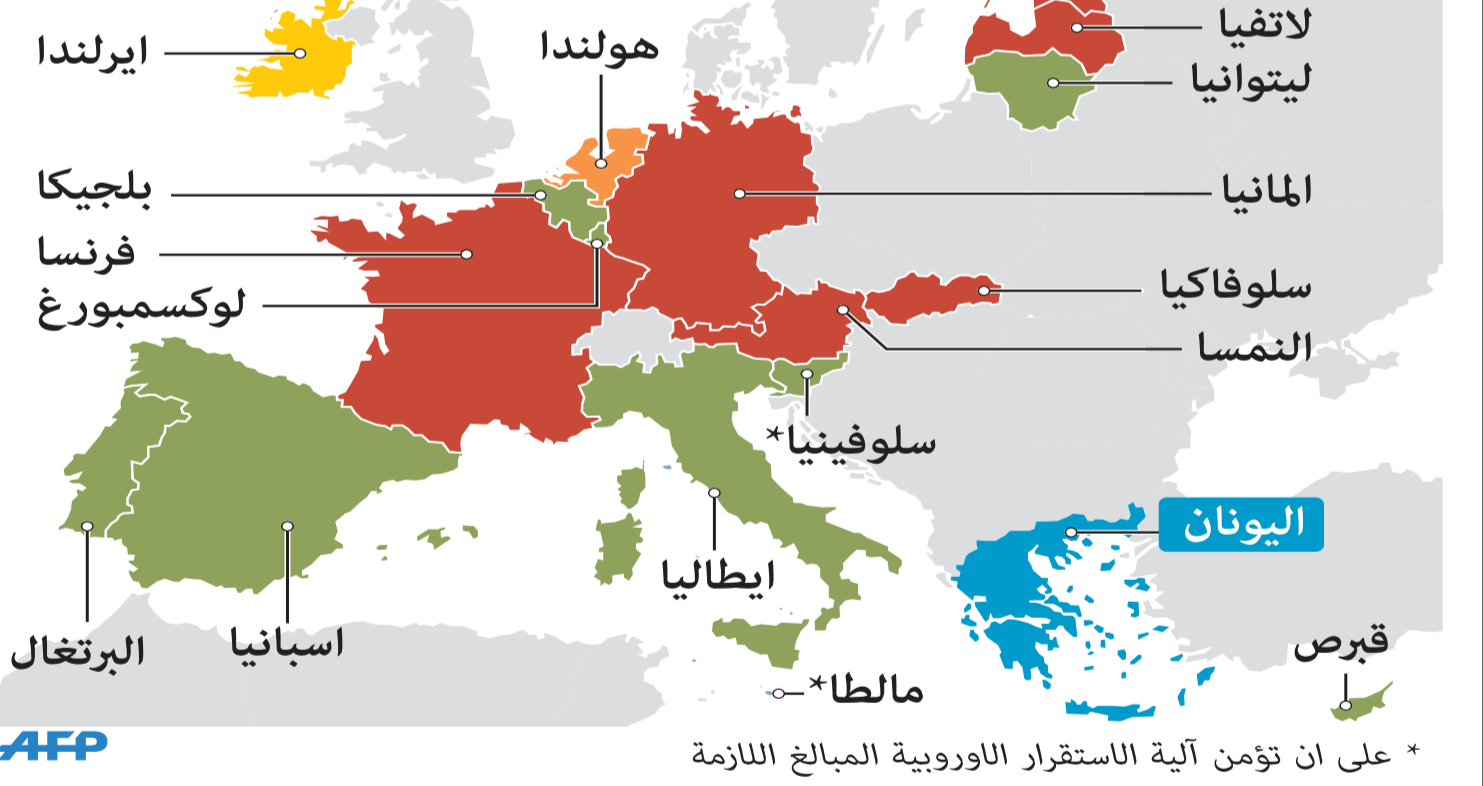 لاتفيا
ايرلندا
هولندا
ليتوانيا
بلجيكا
المانيا
فرنسا
سلوفاكيا
لوكسمبورغ
النمسا
سلوفينيا*
اليونان
ايطاليا
قبرص
اسبانيا
البرتغال
مالطا*
AFP
* على ان تؤمن آلية الاستقرار الاوروبية المبالغ اللازمة